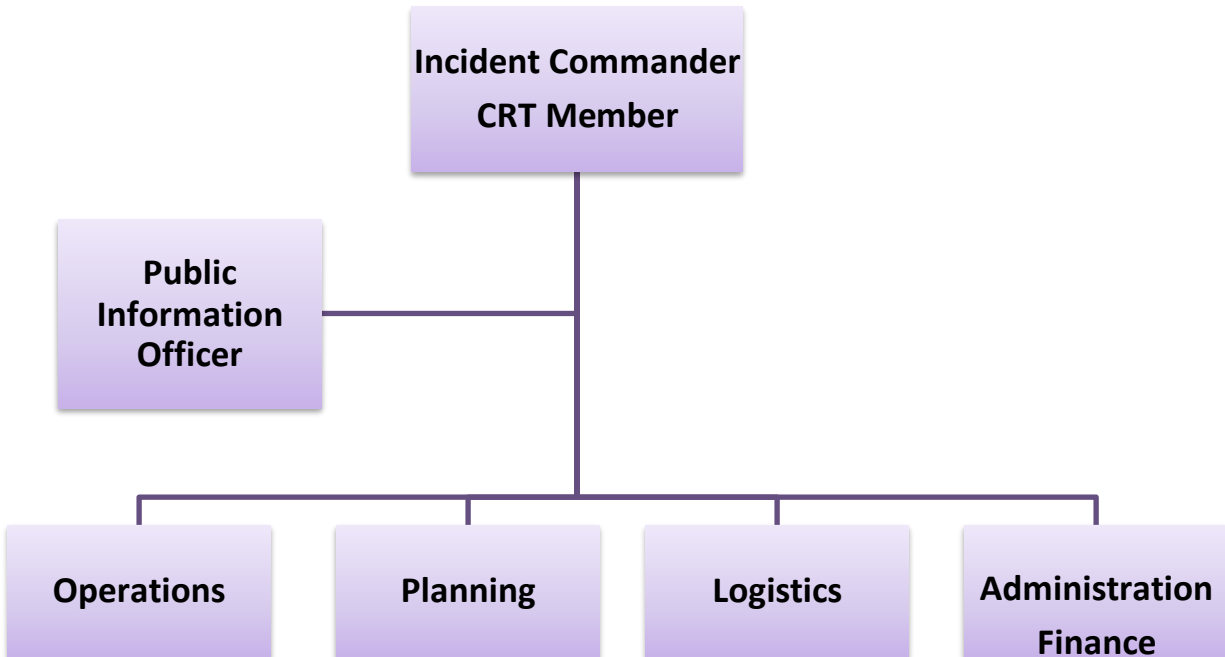 Incident Commander
CRT Member
Public
Information
Officer
Operations
Planning
Logistics
Administration
Finance